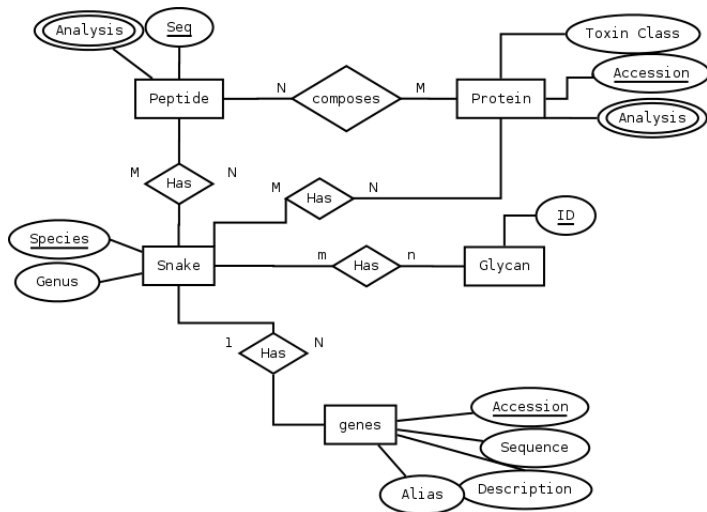 Analysis
Seq
Toxin Class
Accession
Peptide
N
composes
M
Protein
Analysis
M
Has
N
M
Has
N
Species
ID
Snake
m
Has
n
Glycan
Genus
1
Has
N
Accession
genes
Sequence
Alias
Description